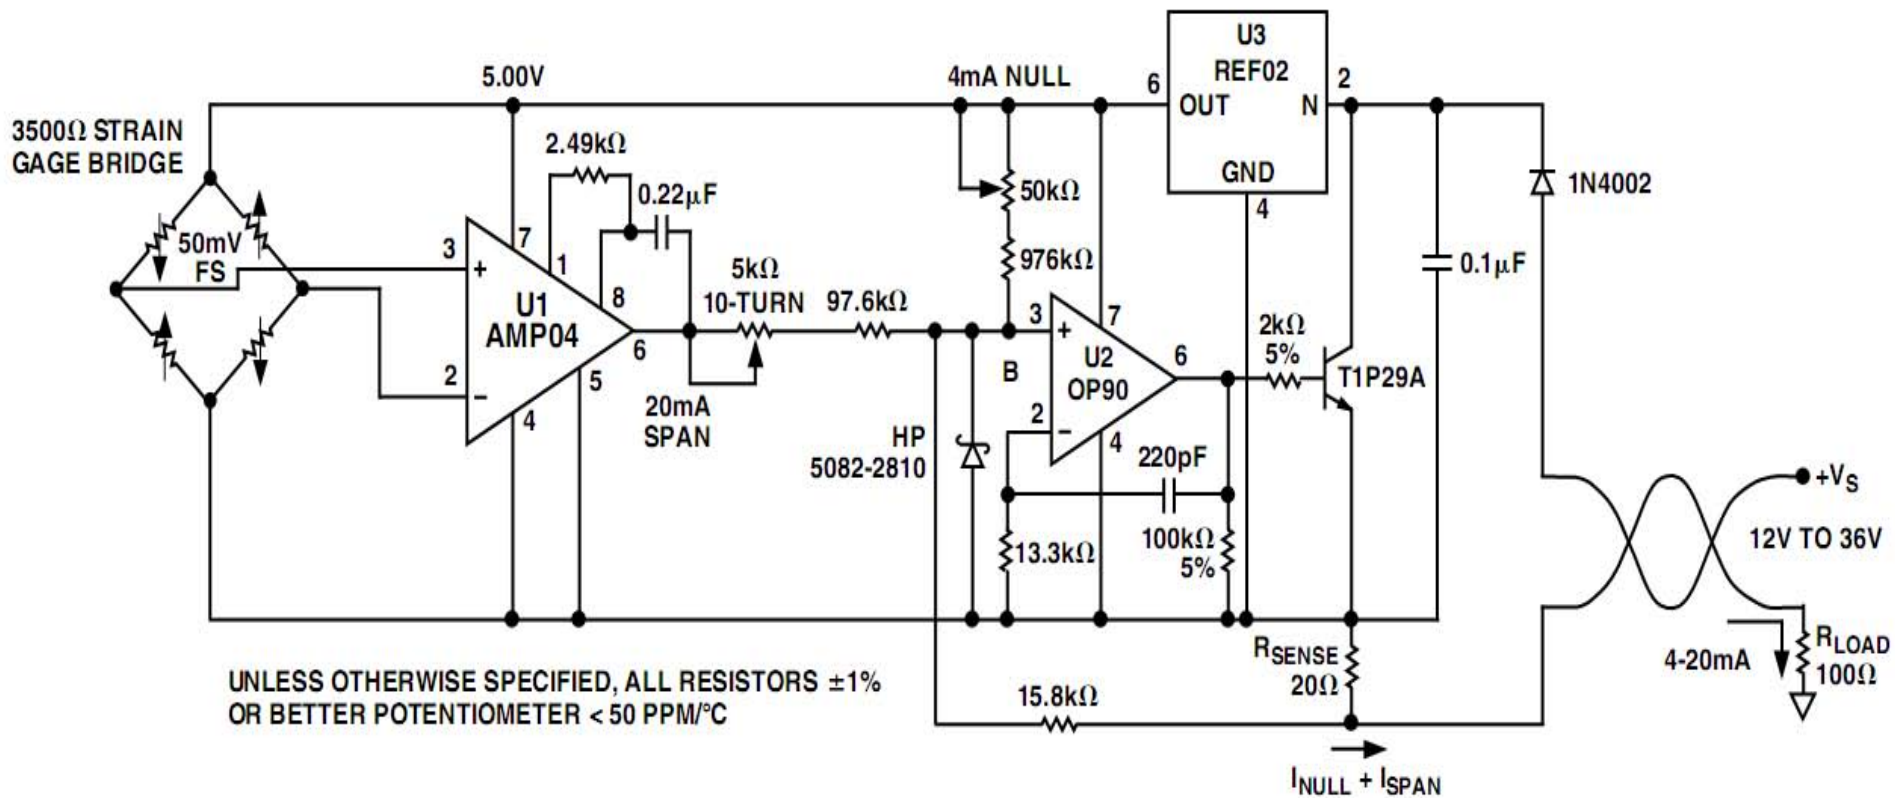 U3
REF02
OUT
N
GND
6
2
4
5.00V
4mA NULL
3500Ω STRAIN
GAGE BRIDGE
50mV
FS
2.49kΩ
0.22μF
50kΩ
976kΩ
1N4002
0.1μF
3
+
2
−
7
1
8
6
5
4
U1
AMP04
5kΩ
10-TURN
97.6kΩ
20mA
SPAN
HP
5082-2810
B
3
+
2
−
7
6
4
U2
OP90
2kΩ
5%
T1P29A
220pF
13.3kΩ
100kΩ
5%
+VS
12V TO 36V
RSENSE
20Ω
4-20mA
RLOAD
100Ω
15.8kΩ
INULL + ISPAN
UNLESS OTHERWISE SPECIFIED, ALL RESISTORS ±1%
OR BETTER POTENTIOMETER < 50 PPM/°C